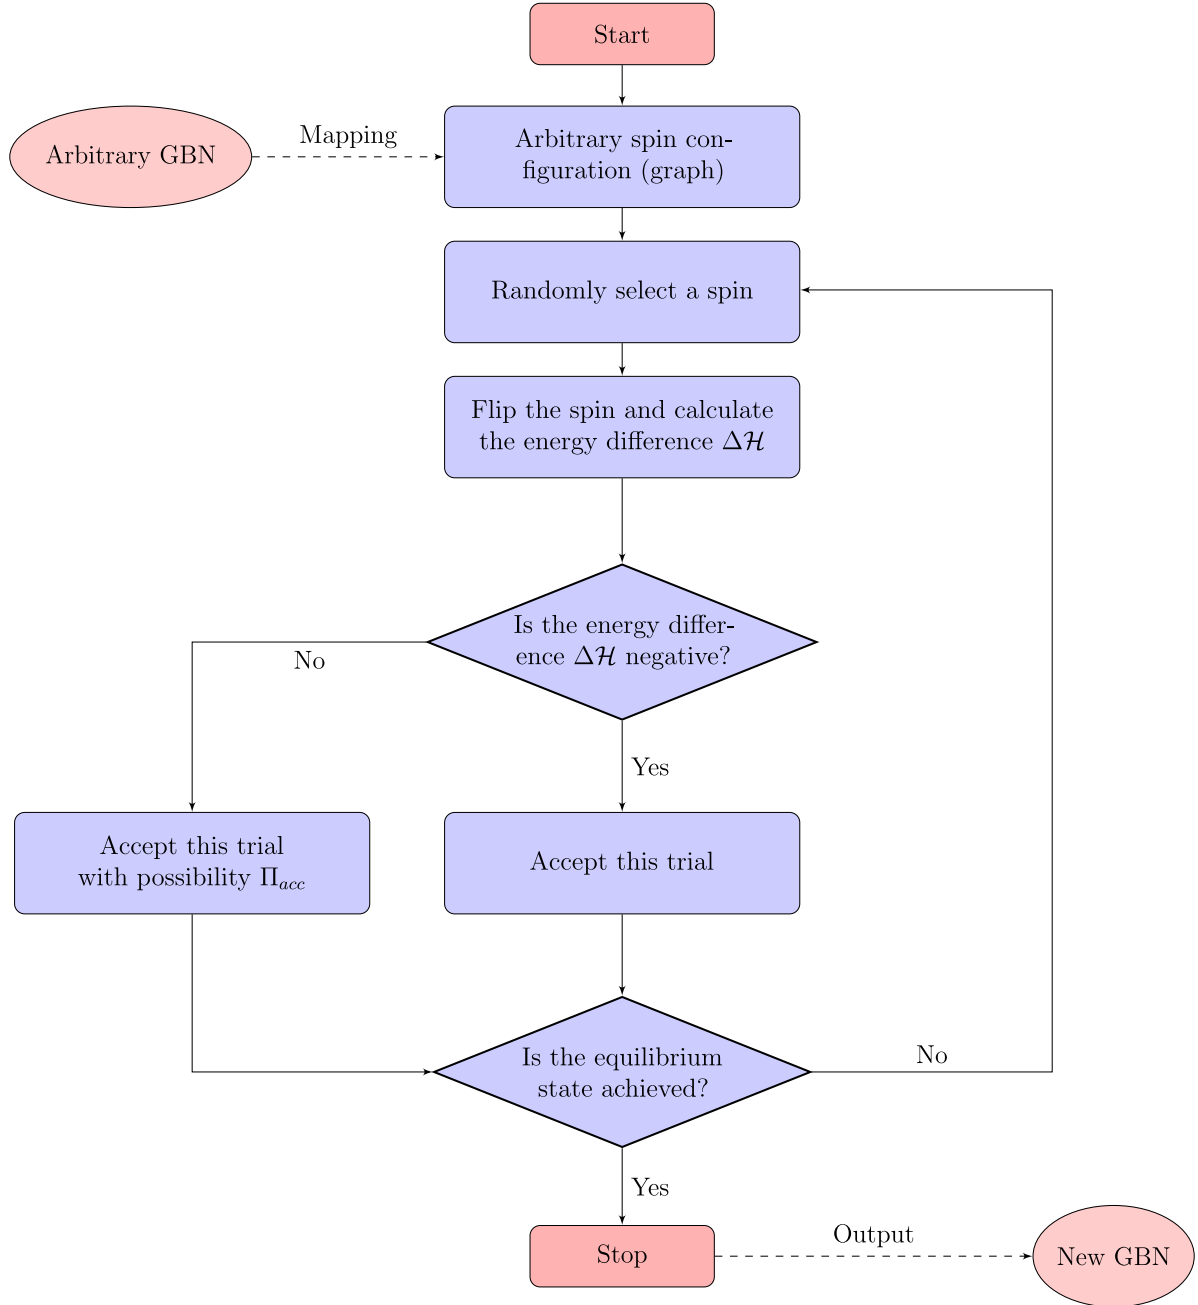 Start
Arbitrary GBN
Mapping
Arbitrary spin con-
figuration (graph)
Randomly select a spin
Flip the spin and calculate
the energy difference Δℋ
Is the energy differ-
ence Δℋ negative?
No
Yes
Accept this trial
with possibility Π_acc
Accept this trial
Is the equilibrium
state achieved?
No
Yes
Stop
Output
New GBN